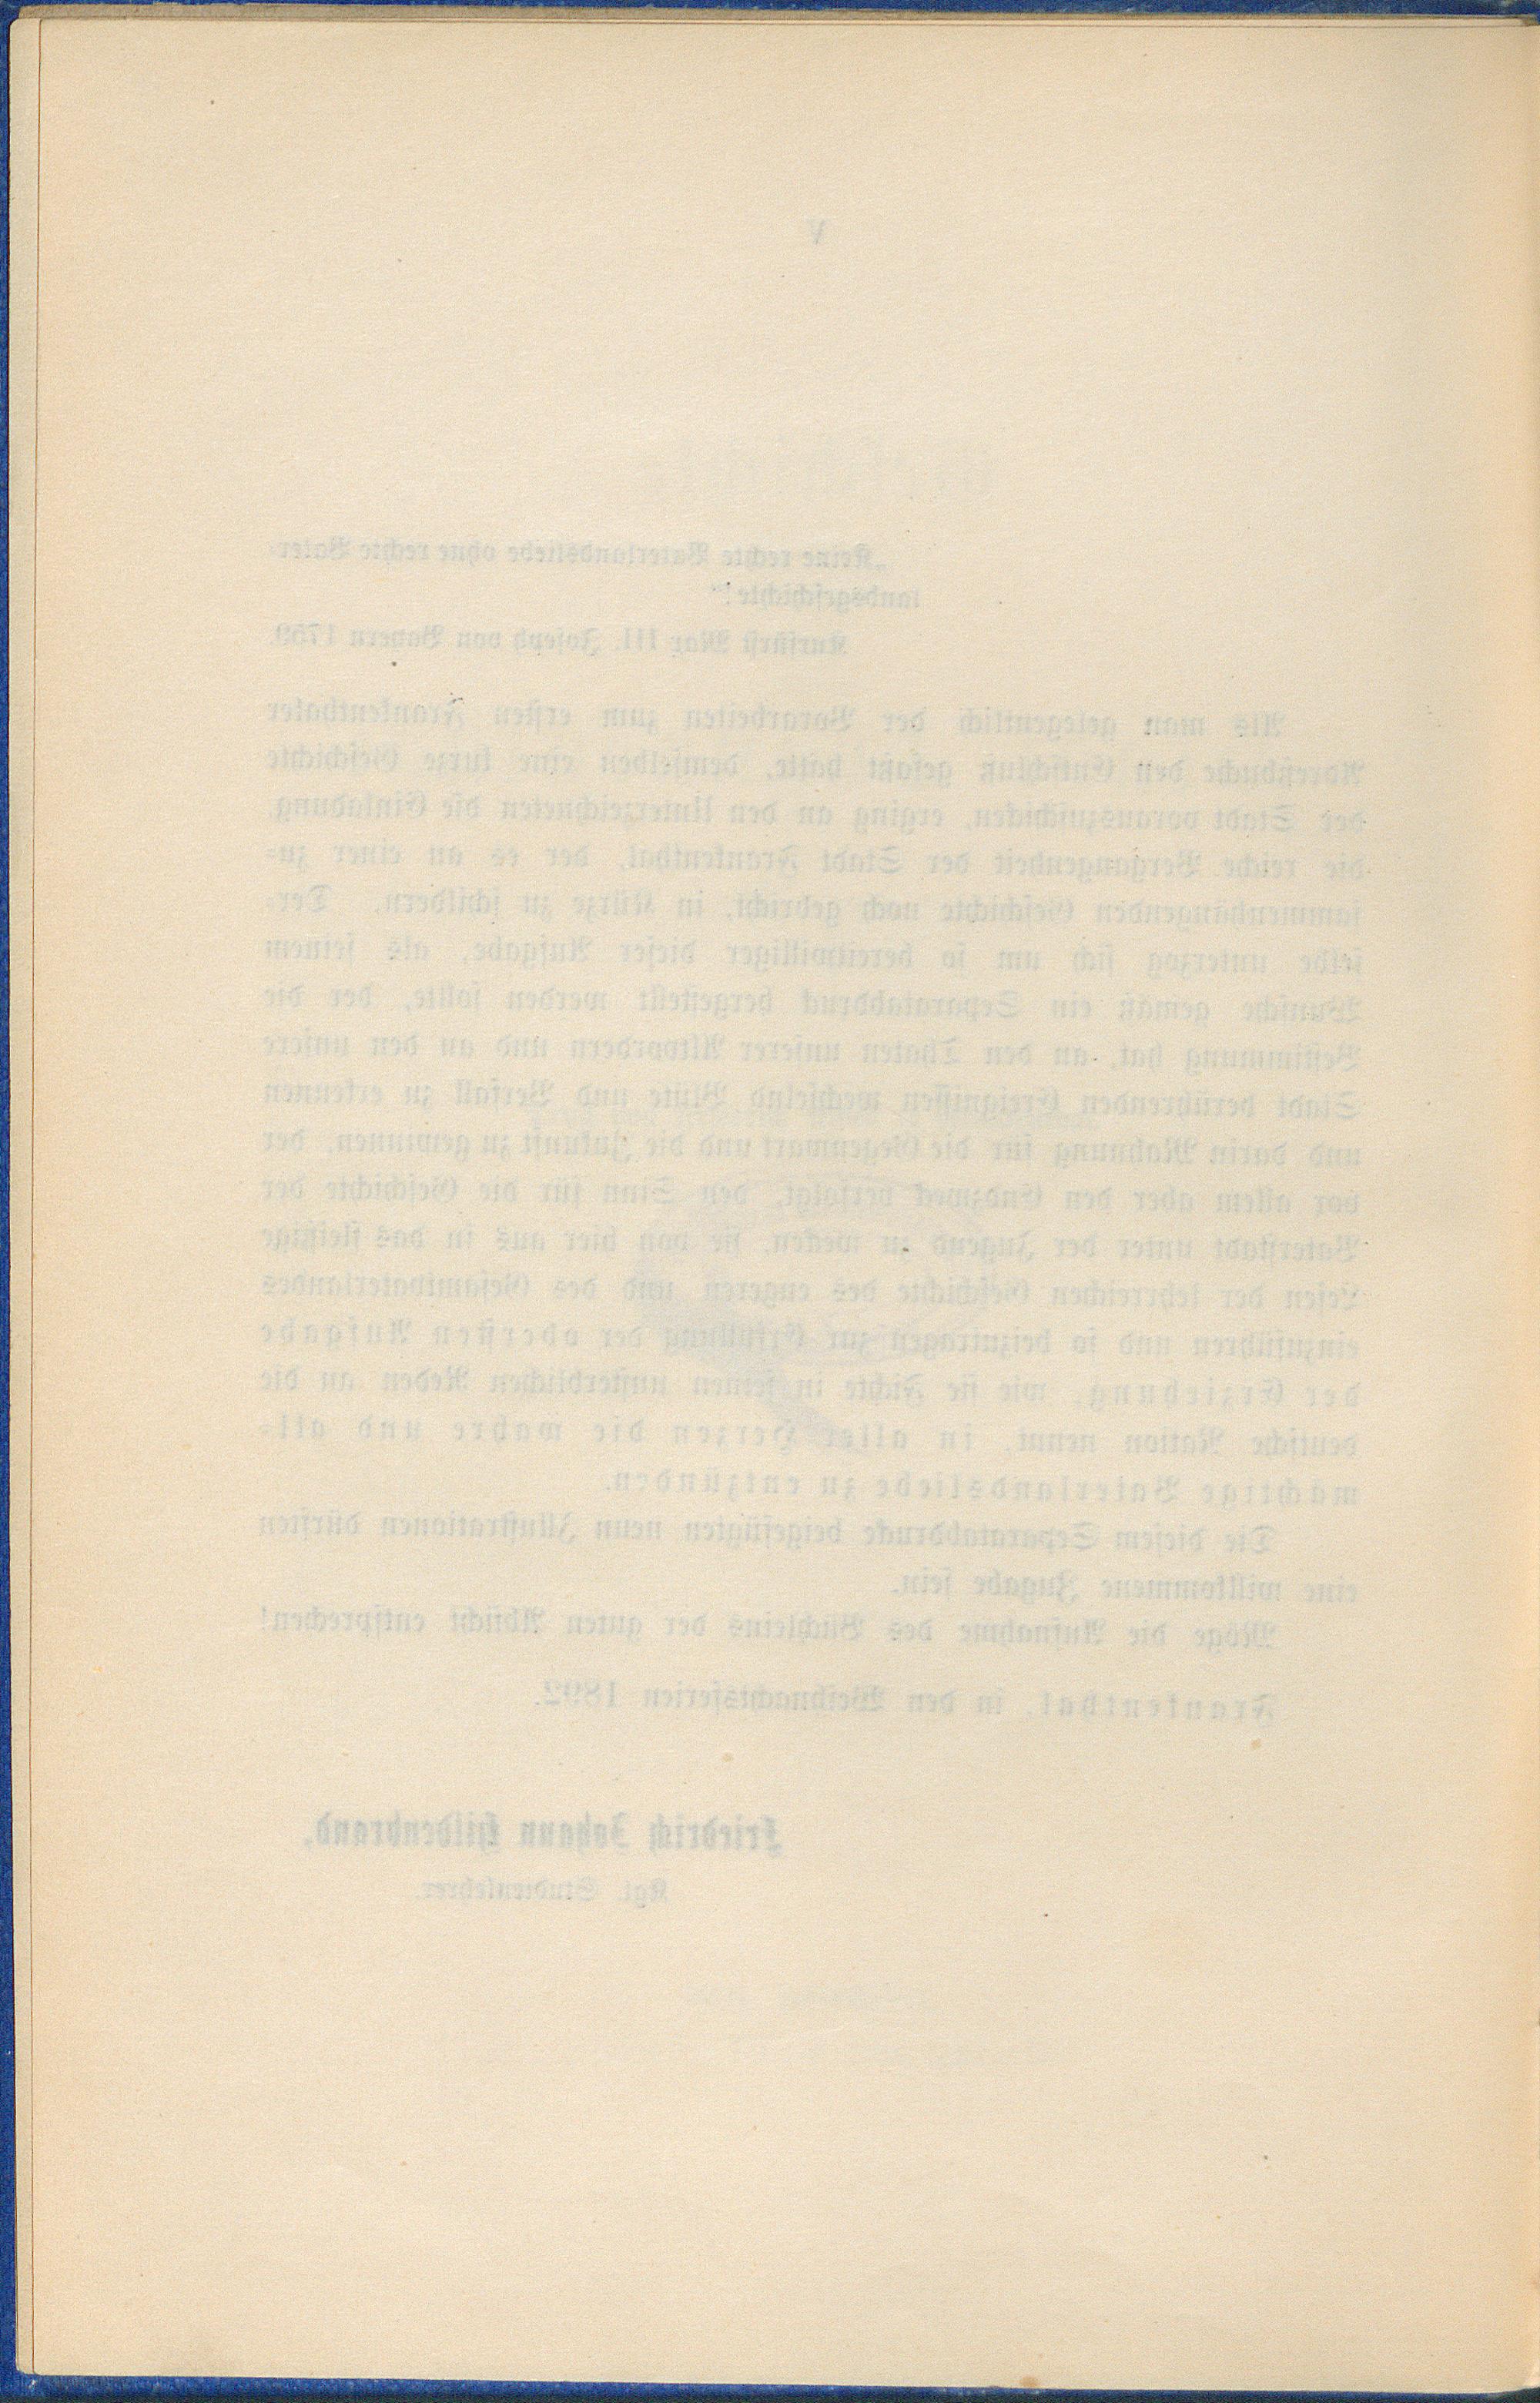 V
„Keine rechte Vaterlandsliebe ohne rechte Vater-
landsgeschichte!“
Kurfürst Max III. Joseph von Bayern 1759.
Als man gelegentlich der Vorarbeiten zum ersten Frankenthaler
Adreßbuche den Entschluß gefaßt hatte, demselben eine kurze Geschichte
der Stadt vorauszuschicken, erging an den Unterzeichneten die Einladung,
die reiche Vergangenheit der Stadt Frankenthal, der es an einer zu-
sammenhängenden Geschichte noch gebricht, in Kürze zu schildern. Der-
selbe unterzog sich um so bereitwilliger dieser Aufgabe, als seinem
Wunsche gemäß ein Separatabdruck hergestellt werden sollte, der die
Bestimmung hat, an den Thaten unserer Altvordern und an den unsere
Stadt berührenden Ereignissen wechselnd Blüte und Verfall zu erkennen
und darin Mahnung für die Gegenwart und die Zukunft zu gewinnen, der
vor allem aber den Endzweck verfolgt, den Sinn für die Geschichte der
Vaterstadt unter der Jugend zu wecken, sie von hier aus in das fleißige
Lesen der lehrreichen Geschichte des engeren und des Gesamtvaterlandes
einzuführen und so beizutragen zur Erfüllung der obersten Aufgabe
der Erziehung, wie sie Fichte in seinen unsterblichen Reden an die
deutsche Nation nennt, in aller Herzen die wahre und all-
mächtige Vaterlandsliebe zu entzünden.
Die diesem Separatabdrucke beigefügten neun Illustrationen dürften
eine willkommene Zugabe sein.
Möge die Aufnahme des Büchleins der guten Absicht entsprechen!
Frankenthal, in den Weihnachtsferien 1892.
Friedrich Johann Hildenbrand,
Kgl. Studienlehrer.